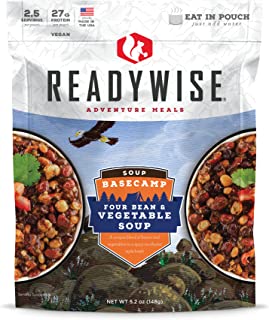 2.5
SERVINGS
27G
PROTEIN
MADE
IN THE
USA
VEGAN
EAT IN POUCH
just add water
READYWISE
ADVENTURE MEALS
SOUP
BASECAMP
FOUR BEAN &
VEGETABLE
SOUP
NET WT 5.2 OZ (148g)